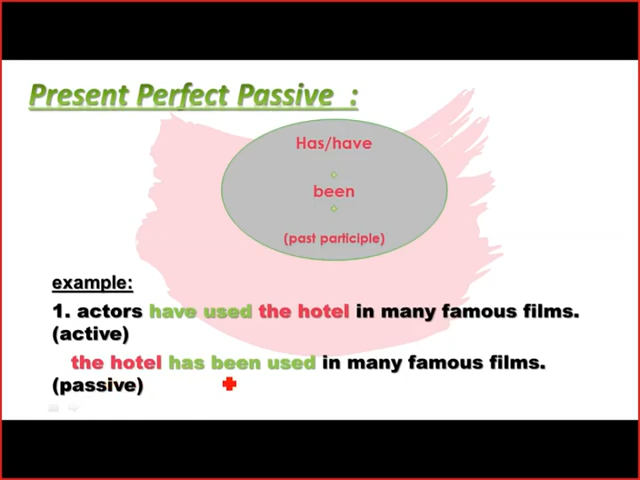 Present Perfect Passive :
Has/have
been
(past participle)
example:
1. actors have used the hotel in many famous films.
(active)
the hotel has been used in many famous films.
(passive)